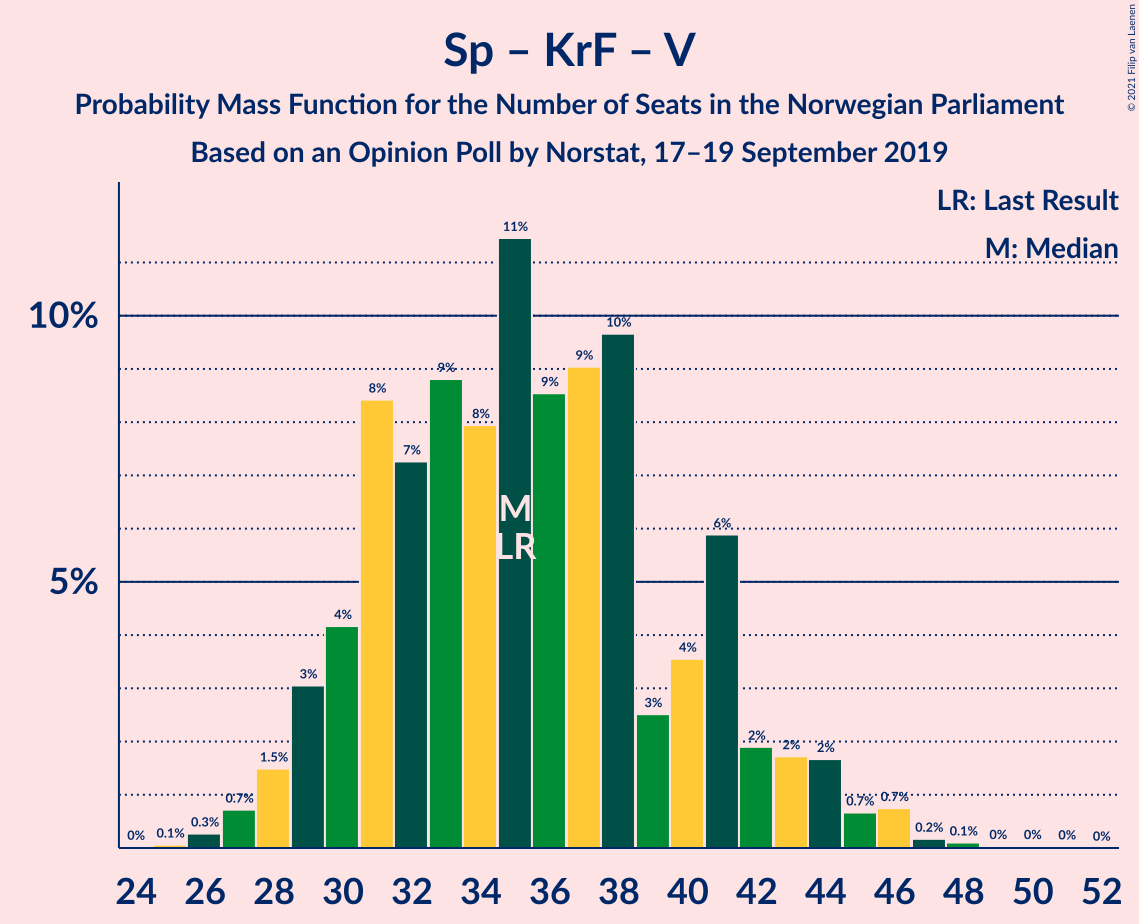 © 2021 Filip van Laenen
Sp – KrF – V
Probability Mass Function for the Number of Seats in the Norwegian Parliament
Based on an Opinion Poll by Norstat, 17–19 September 2019
LR: Last Result
M: Median
10%
5%
0% 0.1% 0.3% 0.7% 1.5% 3% 4% 8% 7% 9% 8% 11% 9% 9% 10% 3% 4% 6% 2% 2% 2% 0.7% 0.7% 0.2% 0.1% 0% 0% 0% 0%
M
LR
24 26 28 30 32 34 36 38 40 42 44 46 48 50 52